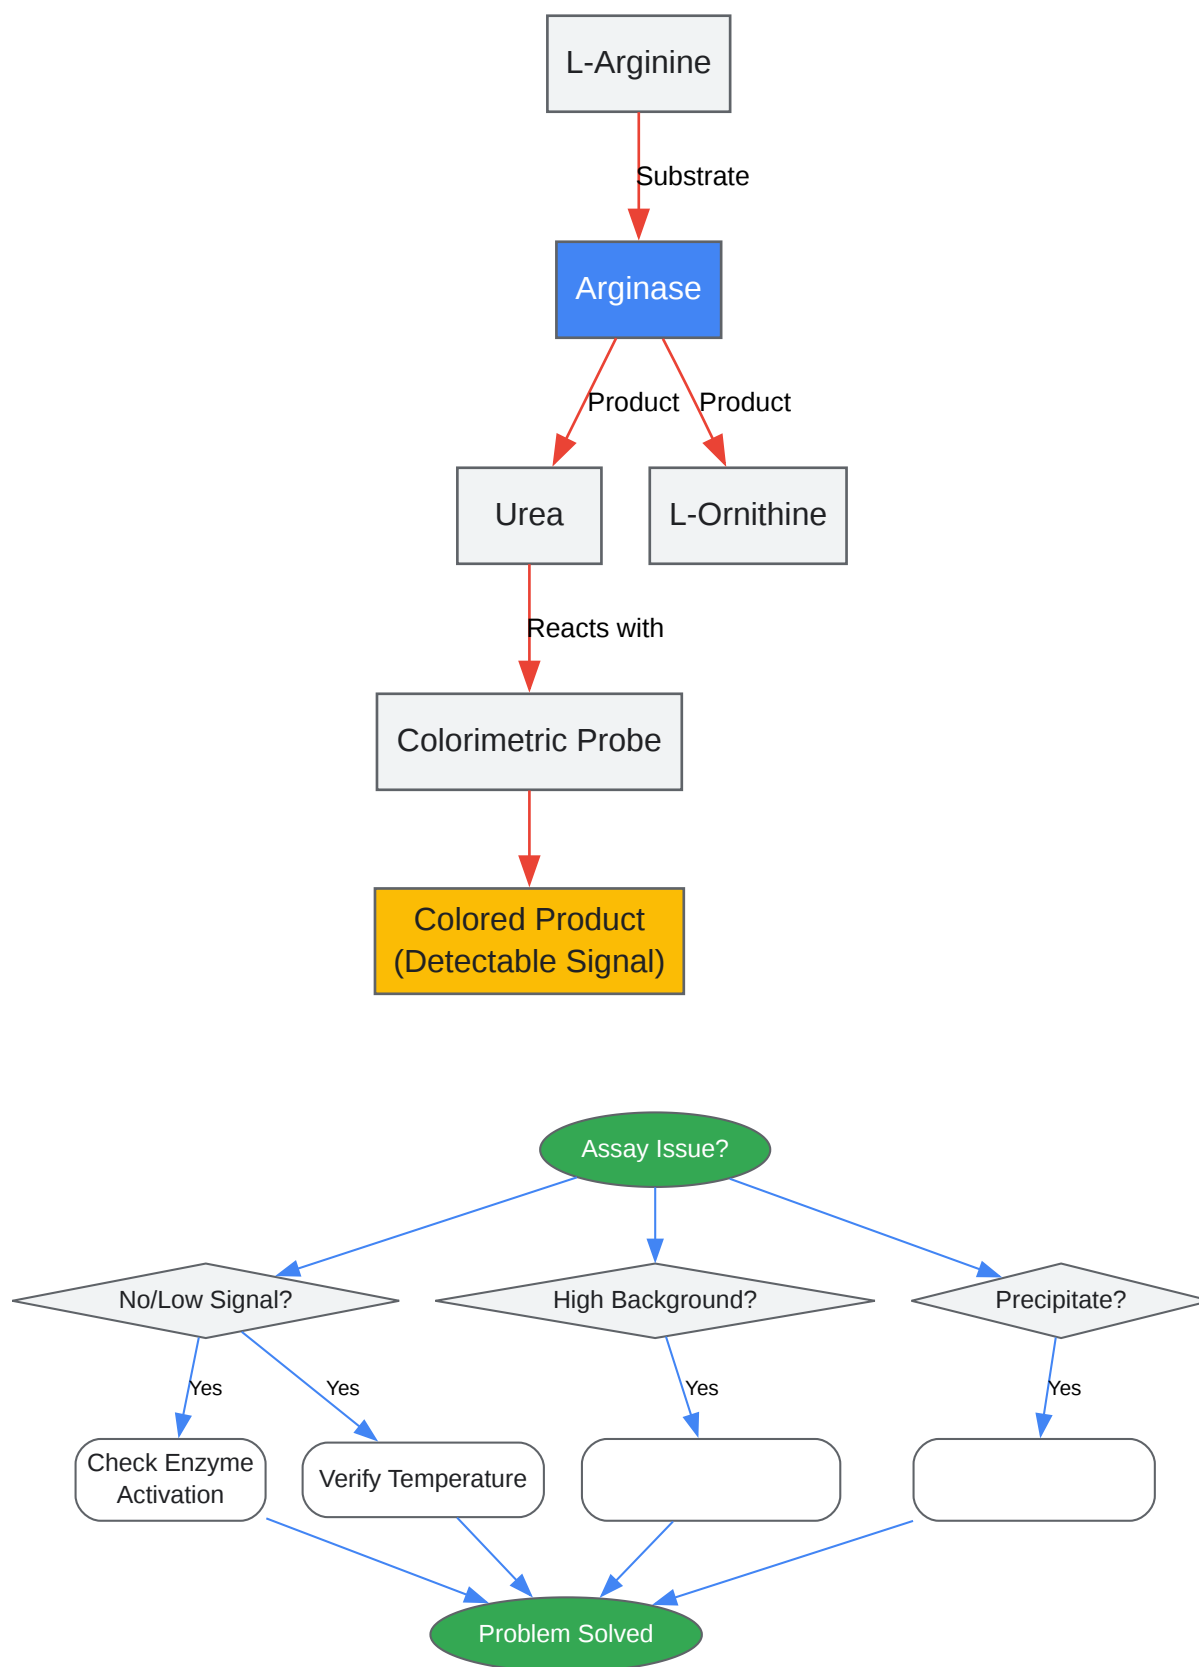 L-Arginine
Substrate
Arginase
Product
Product
Urea
L-Ornithine
Reacts with
Colorimetric Probe
Colored Product
(Detectable Signal)
Assay Issue?
No/Low Signal?
High Background?
Precipitate?
Yes
Yes
Yes
Yes
Check Enzyme
Activation
Verify Temperature
Problem Solved